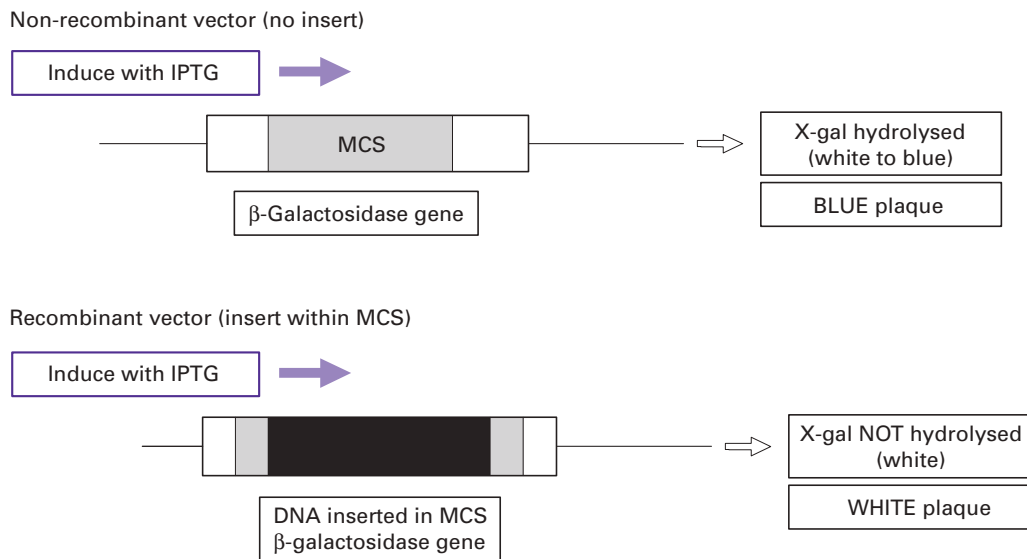 Non-recombinant vector (no insert)
Induce with IPTG
MCS
β-Galactosidase gene
X-gal hydrolysed
(white to blue)
BLUE plaque
Recombinant vector (insert within MCS)
Induce with IPTG
DNA inserted in MCS
β-galactosidase gene
X-gal NOT hydrolysed
(white)
WHITE plaque